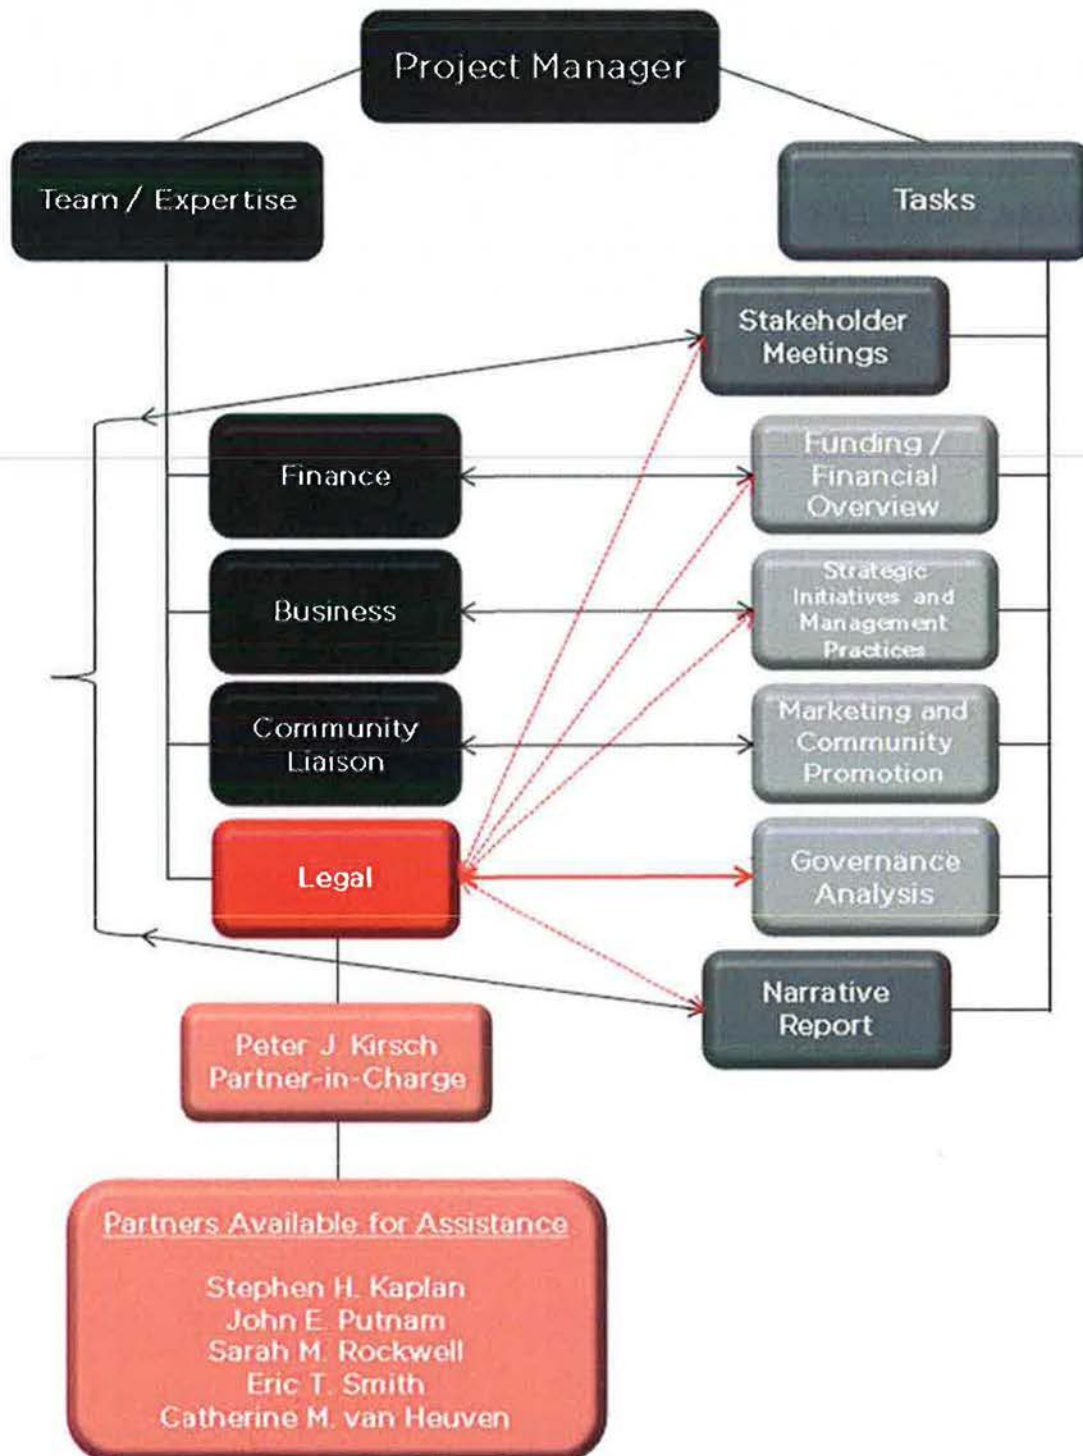 Project Manager
Team / Expertise
Tasks
Stakeholder
Meetings
Finance
Funding /
Financial
Overview
Business
Strategic
Initiatives and
Management
Practices
Community
Liaison
Marketing and
Community
Promotion
Legal
Governance
Analysis
Narrative
Report
Peter J. Kirsch
Partner-in-Charge
Partners Available for Assistance
Stephen H. Kaplan
John E. Putnam
Sarah M. Rockwell
Eric T. Smith
Catherine M. van Heuven